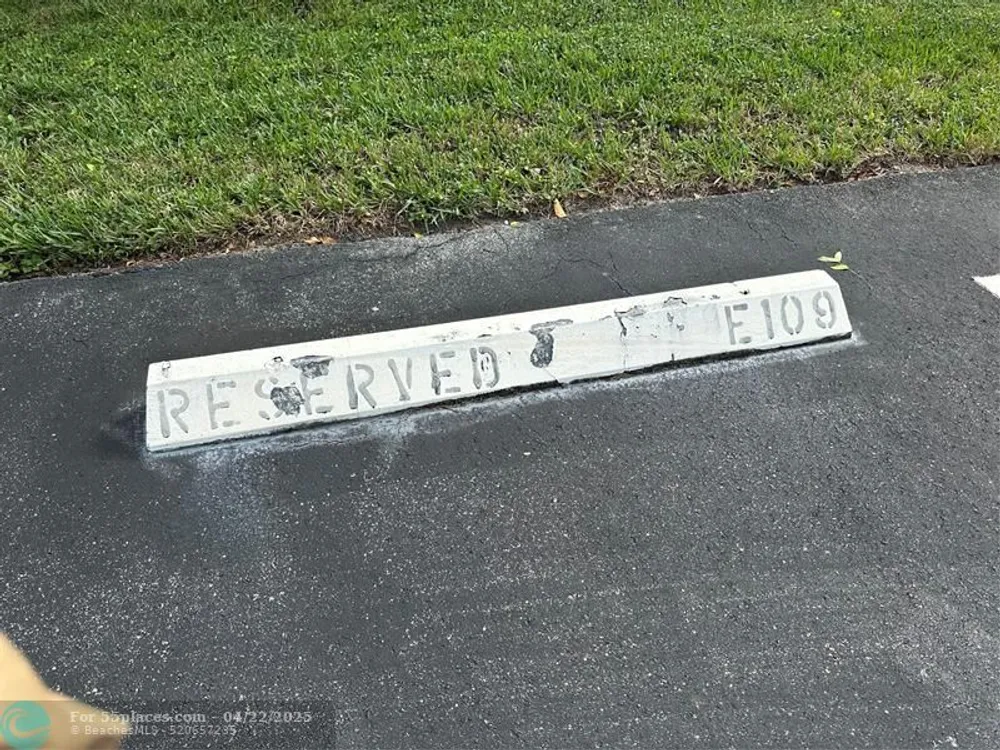 RESERVED E109
For 55places.com - 04/22/2025
© BeachesMLS - 520657235